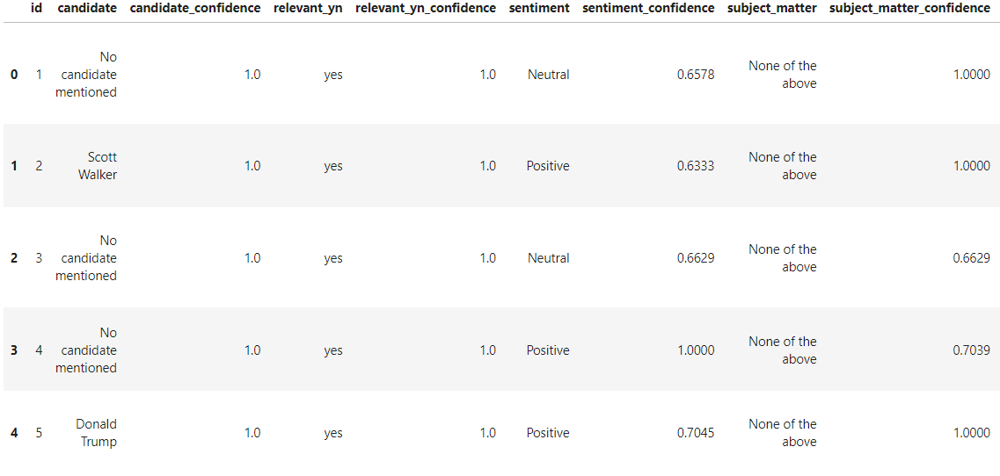 id candidate candidate_confidence relevant_yn relevant_yn_confidence sentiment sentiment_confidence subject_matter subject_matter_confidence
0 1 No candidate mentioned 1.0 yes 1.0 Neutral 0.6578 None of the above 1.0000
1 2 Scott Walker 1.0 yes 1.0 Positive 0.6333 None of the above 1.0000
2 3 No candidate mentioned 1.0 yes 1.0 Neutral 0.6629 None of the above 0.6629
3 4 No candidate mentioned 1.0 yes 1.0 Positive 1.0000 None of the above 0.7039
4 5 Donald Trump 1.0 yes 1.0 Positive 0.7045 None of the above 1.0000